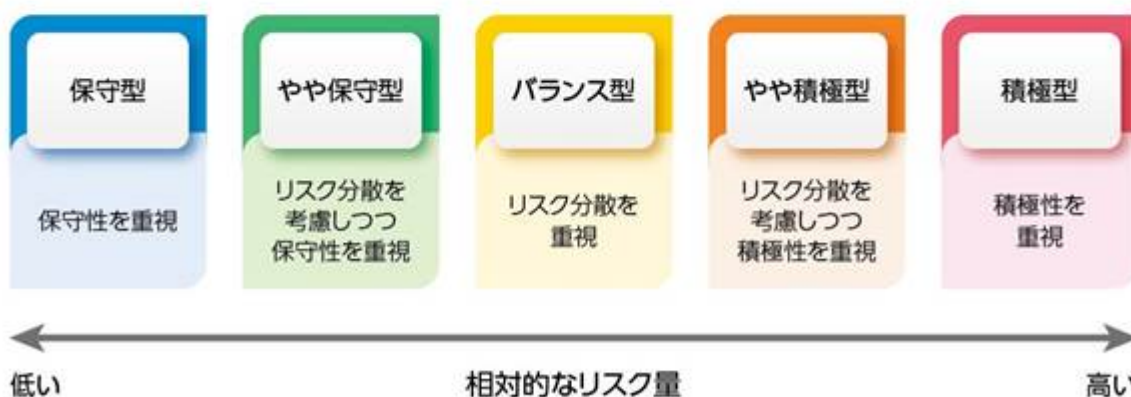 保守型
保守性を重視
やや保守型
リスク分散を
考慮しつつ
保守性を重視
バランス型
リスク分散を
重視
やや積極型
リスク分散を
考慮しつつ
積極性を重視
積極型
積極性を
重視
低い
相対的なリスク量
高い